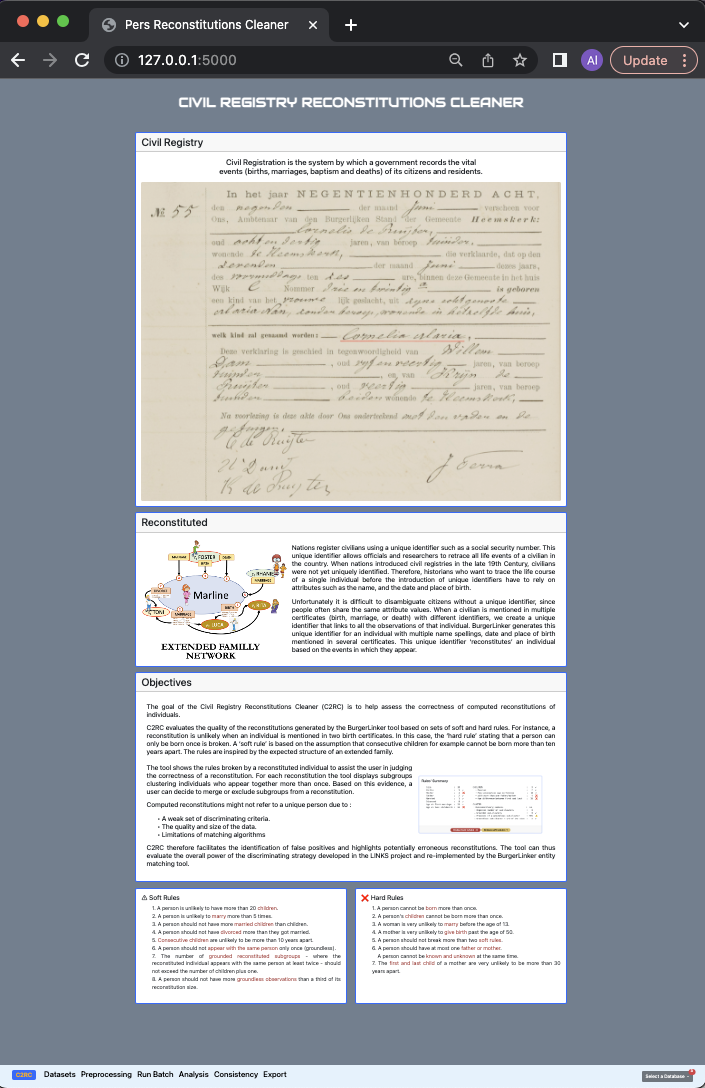 Pers Reconstitutions Cleaner
127.0.0.1:5000
AI
Update
CIVIL REGISTRY RECONSTITUTIONS CLEANER
Civil Registry
Civil Registration is the system by which a government records the vital
events (births, marriages, baptism and deaths) of its citizens and residents.
In het jaar NEGENTIENHONDERD ACHT,
№ 55
den negenden der maand Juni verscheen voor
Ons, Ambtenaar van den Burgerlijken Stand der Gemeente Heemskerk:
Cornelis de Ruijter,
oud acht en dertig jaren, van beroep tuinder,
wonende te Heemskerk, die verklaarde, dat op den
zevenden der maand Juni dezes jaars,
des voormiddags ten zes ure, binnen deze Gemeente in het huis
Wijk C Nommer drie en twintig a is geboren
een kind van het vrouwelijk geslacht, uit zijne echtgenoote
Maria Nan, zonder beroep, wonende in hetzelfde huis,
welk kind zal genaamd worden: Cornelia Maria,
Deze verklaring is geschied in tegenwoordigheid van Willem
Dam, oud vijf en veertig jaren, van beroep
tuinder en van Krijn de
Ruijter, oud veertig jaren, van beroep
tuinder, beiden wonende te Heemskerk,
Na voorlezing is deze akte door Ons onderteekend met den vader en de
getuigen.
C de Ruijter
W Dam
K de Ruyter
Reconstituted
FOSTER
MARRIAGE
BIRTH
DEATH
MARRIAGE
Marline
BIRTH
MARRIAGE
LUCA
EXTENDED FAMILLY
NETWORK
Nations register civilians using a unique identifier such as a social security number. This
unique identifier allows officials and researchers to retrace all life events of a civilian in
the country. When nations introduced civil registries in the late 19th Century, civilians
were not yet uniquely identified. Therefore, historians who want to trace the life course
of a single individual before the introduction of unique identifiers have to rely on
attributes such as the name, and the date and place of birth.
Unfortunately it is difficult to disambiguate citizens without a unique identifier, since
people often share the same attribute values. When a civilian is mentioned in multiple
certificates (birth, marriage, or death) with different identifiers, we create a unique
identifier that links to all the observations of that individual. BurgerLinker generates this
unique identifier for an individual with multiple name spellings, date and place of birth
mentioned in several certificates. This unique identifier 'reconstitutes' an individual
based on the events in which they appear.
Objectives
The goal of the Civil Registry Reconstitutions Cleaner (C2RC) is to help assess the correctness of computed reconstitutions of
individuals.
C2RC evaluates the quality of the reconstitutions generated by the BurgerLinker tool based on sets of soft and hard rules. For instance, a
reconstitution is unlikely when an individual is mentioned in two birth certificates. In this case, the 'hard rule' stating that a person can
only be born once is broken. A 'soft rule' is based on the assumption that consecutive children for example cannot be born more than ten
years apart. The rules are inspired by the expected structure of an extended family.
The tool shows the rules broken by a reconstituted individual to assist the user in judging
the correctness of a reconstitution. For each reconstitution the tool displays subgroups
clustering individuals who appear together more than once. Based on this evidence, a
user can decide to merge or exclude subgroups from a reconstitution.
Computed reconstitutions might not refer to a unique person due to :
• A weak set of discriminating criteria.
• The quality and size of the data.
• Limitations of matching algorithms
Rules' Summary
C2RC therefore facilitates the identification of false positives and highlights potentially erroneous reconstitutions. The tool can thus
evaluate the overall power of the discriminating strategy developed in the LINKS project and re-implemented by the BurgerLinker entity
matching tool.
⚠ Soft Rules
1. A person is unlikely to have more than 20 children.
2. A person is unlikely to marry more than 5 times.
3. A person should not have more married children than children.
4. A person should not have divorced more than they got married.
5. Consecutive children are unlikely to be more than 10 years apart.
6. A person should not appear with the same person only once (groundless).
7. The number of grounded reconstituted subgroups - where the
reconstituted individual appears with the same person at least twice - should
not exceed the number of children plus one.
8. A person should not have more groundless observations than a third of its
reconstitution size.
❌ Hard Rules
1. A person cannot be born more than once.
2. A person's children cannot be born more than once.
3. A woman is very unlikely to marry before the age of 13.
4. A mother is very unlikely to give birth past the age of 50.
5. A person should not break more than two soft rules.
6. A person should have at most one father or mother.
A person cannot be known and unknown at the same time.
7. The first and last child of a mother are very unlikely to be more than 30
years apart.
C2RC Datasets Preprocessing Run Batch Analysis Consistency Export
Select a Database